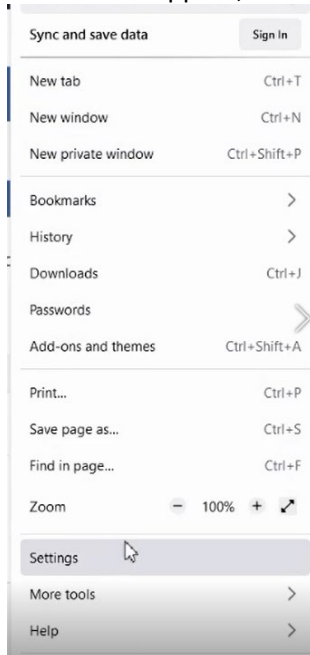 Sync and save data Sign In
New tab Ctrl+T
New window Ctrl+N
New private window Ctrl+Shift+P
Bookmarks
History
Downloads Ctrl+J
Passwords
Add-ons and themes Ctrl+Shift+A
Print... Ctrl+P
Save page as... Ctrl+S
Find in page... Ctrl+F
Zoom − 100% +
Settings
More tools
Help